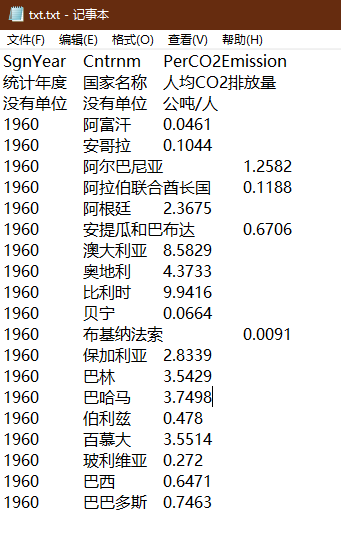 txt.txt - 记事本
文件(F) 编辑(E) 格式(O) 查看(V) 帮助(H)
SgnYear Cntrnm PerCO2Emission
统计年度 国家名称 人均CO2排放量
没有单位 没有单位 公吨/人
1960 阿富汗 0.0461
1960 安哥拉 0.1044
1960 阿尔巴尼亚 1.2582
1960 阿拉伯联合酋长国 0.1188
1960 阿根廷 2.3675
1960 安提瓜和巴布达 0.6706
1960 澳大利亚 8.5829
1960 奥地利 4.3733
1960 比利时 9.9416
1960 贝宁 0.0664
1960 布基纳法索 0.0091
1960 保加利亚 2.8339
1960 巴林 3.5429
1960 巴哈马 3.7498
1960 伯利兹 0.478
1960 百慕大 3.5514
1960 玻利维亚 0.272
1960 巴西 0.6471
1960 巴巴多斯 0.7463